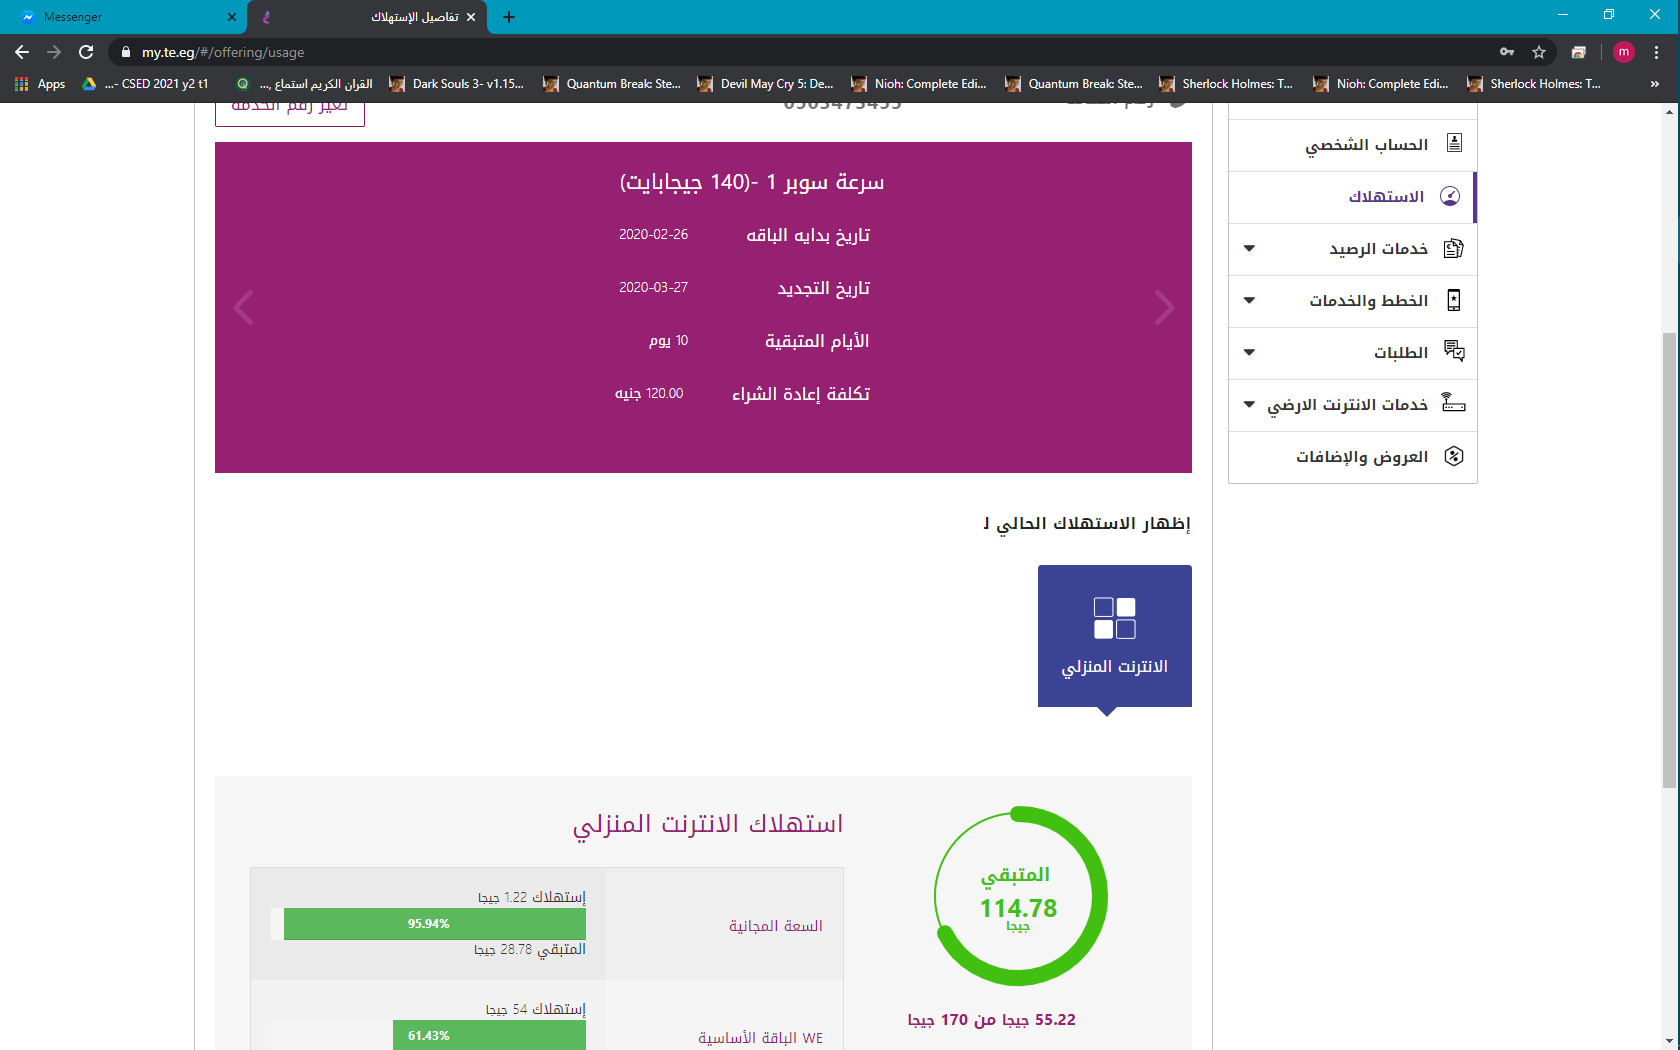 Messenger
تفاصيل الإستهلاك
my.te.eg/#/offering/usage
m
Apps
...- CSED 2021 y2 t1
القران الكريم استماع ,...
Dark Souls 3- v1.15...
Quantum Break: Ste...
Devil May Cry 5: De...
Nioh: Complete Edi...
Quantum Break: Ste...
Sherlock Holmes: T...
Nioh: Complete Edi...
Sherlock Holmes: T...
»
الحساب الشخصي
الاستهلاك
خدمات الرصيد
الخطط والخدمات
الطلبات
خدمات الانترنت الارضي
العروض والإضافات
تغير رقم الخدمة
سرعة سوبر 1 -(140 جيجابايت)
تاريخ بدايه الباقه 2020-02-26
تاريخ التجديد 2020-03-27
الأيام المتبقية 10 يوم
تكلفة إعادة الشراء 120.00 جنيه
إظهار الاستهلاك الحالي ل
الانترنت المنزلي
المتبقي
114.78
جيجا
55.22 جيجا من 170 جيجا
استهلاك الانترنت المنزلي
السعة المجانية
إستهلاك 1.22 جيجا
95.94%
المتبقي 28.78 جيجا
WE الباقة الأساسية
إستهلاك 54 جيجا
61.43%